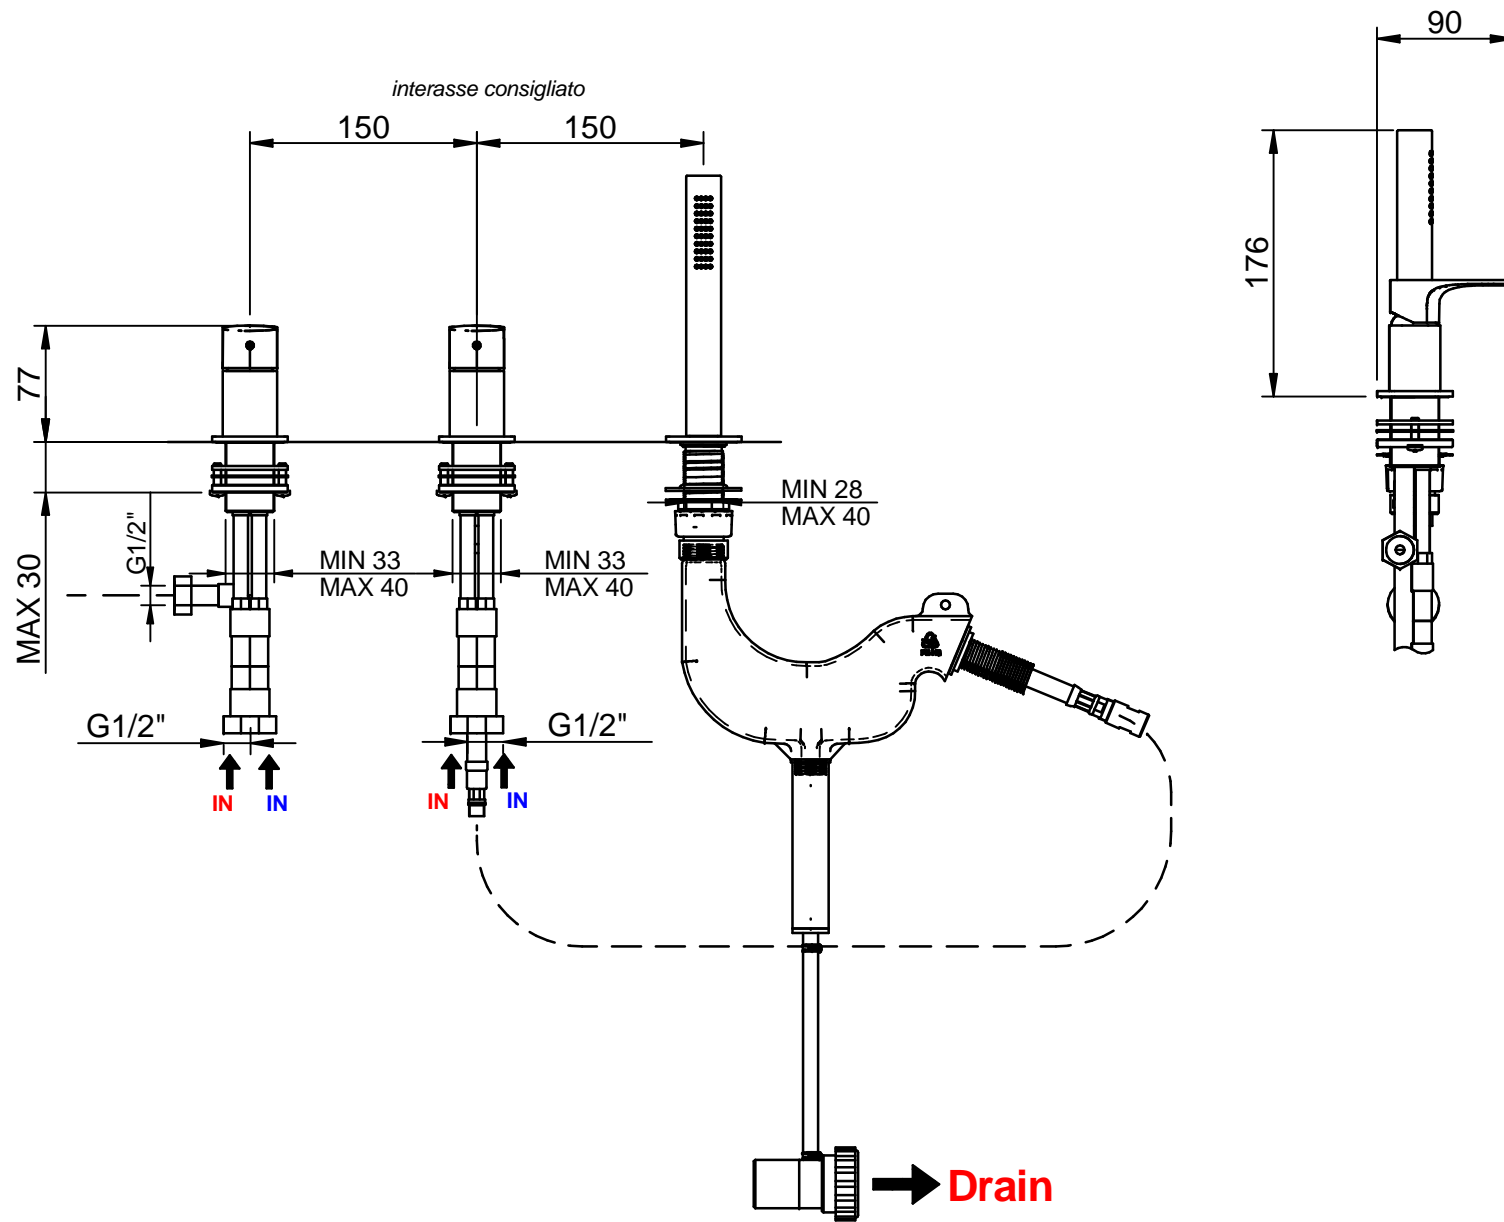 90
interasse consigliato
150
150
176
77
MIN 28
MAX 40
G1/2"
MAX 30
MIN 33
MAX 40
MIN 33
MAX 40
G1/2"
G1/2"
IN
IN
IN
IN
Drain